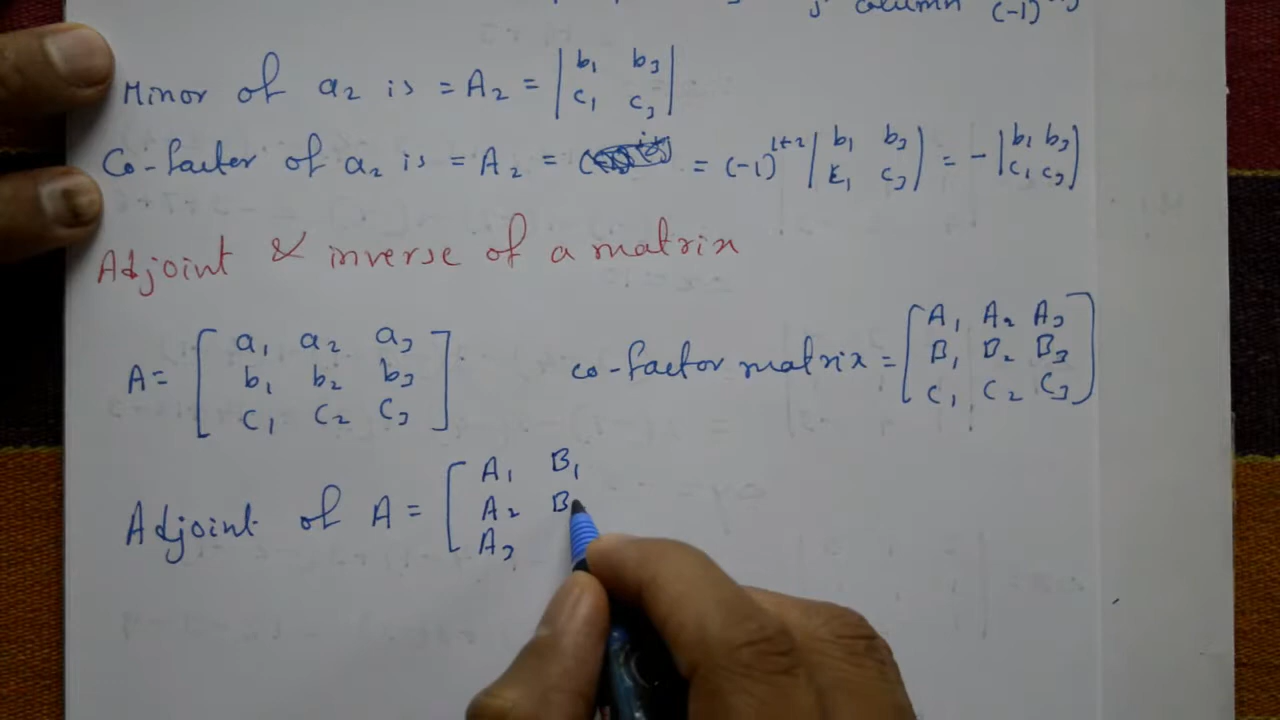 j column (-1)
Minor of a₂ is = A₂ = | b₁ b₃ |
| c₁ c₃ |
Co-factor of a₂ is = A₂ = = (-1)¹⁺² | b₁ b₃ | = - | b₁ b₃ |
| c₁ c₃ | | c₁ c₃ |
Adjoint & inverse of a matrix
A = [ a₁ a₂ a₃
b₁ b₂ b₃
c₁ c₂ c₃ ]
co-factor matrix = [ A₁ A₂ A₃
B₁ B₂ B₃
C₁ C₂ C₃ ]
Adjoint of A = [ A₁ B₁
A₂ B
A₃